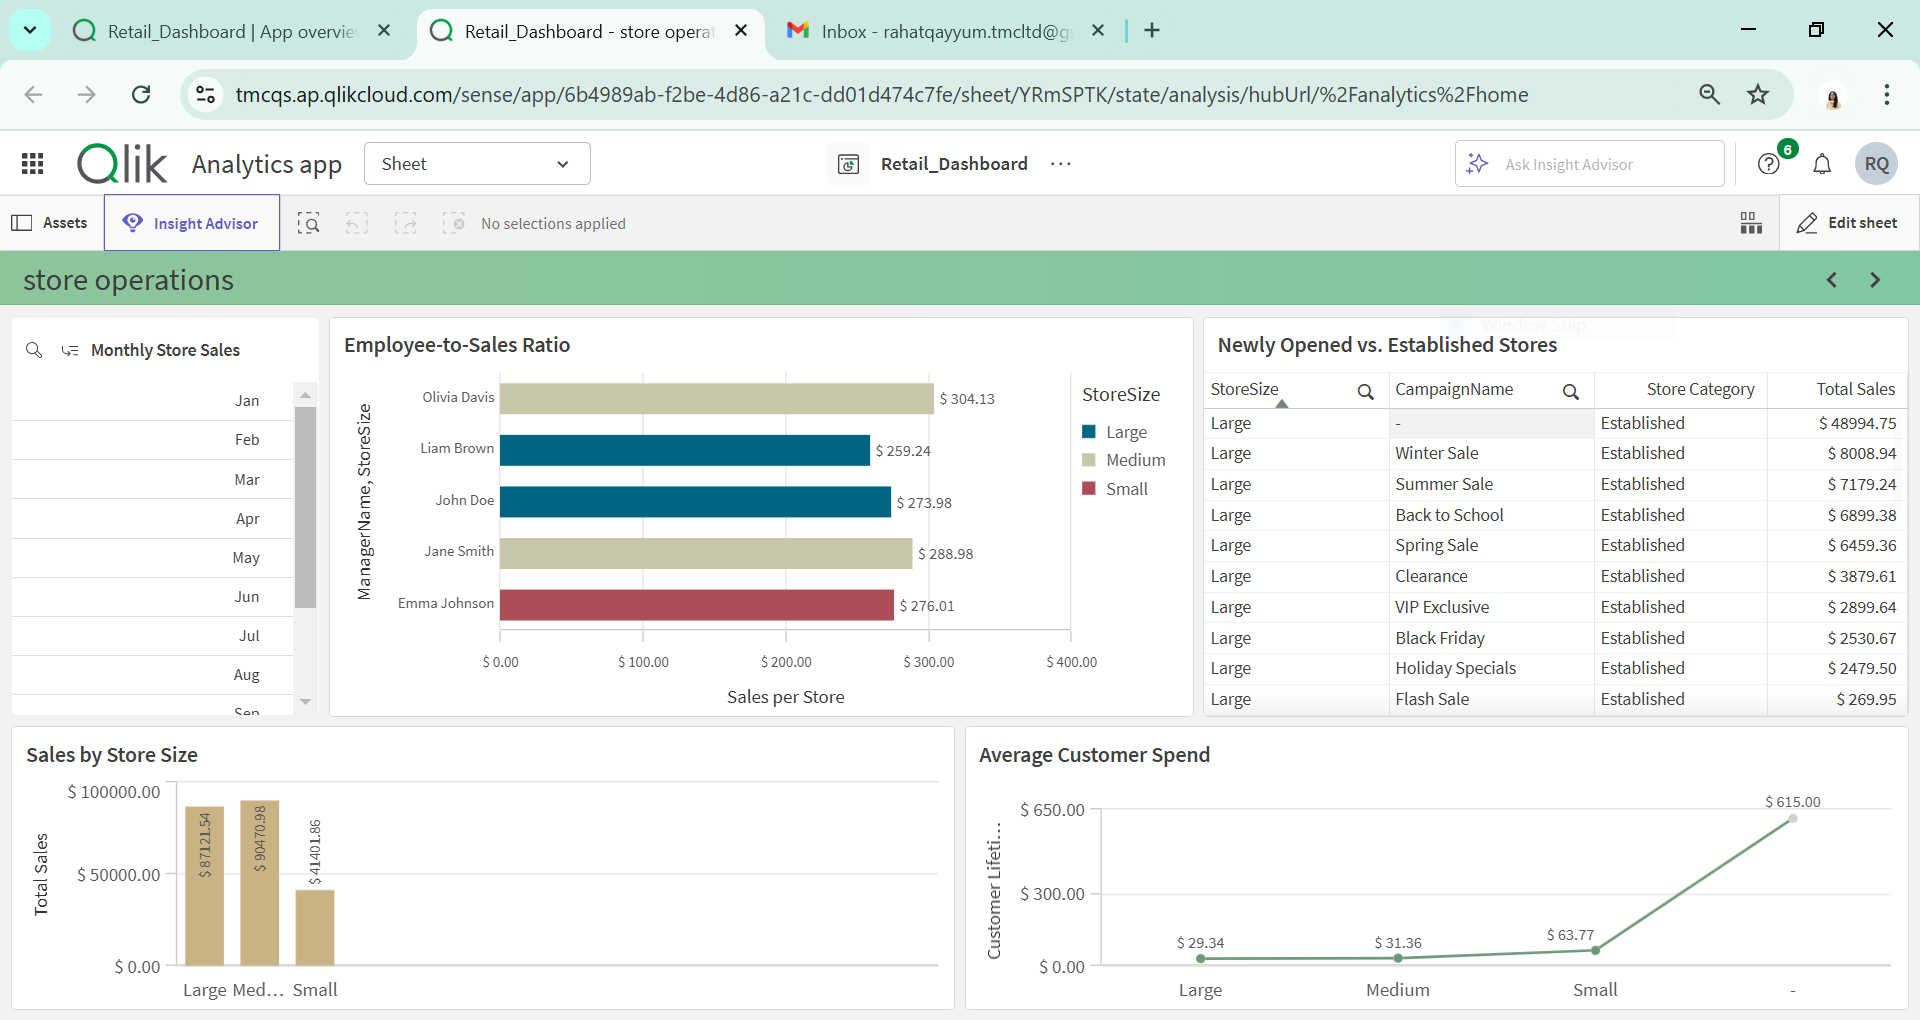 Retail_Dashboard | App overvie
Retail_Dashboard - store operat
Inbox - rahatqayyum.tmcltd@g
tmcqs.ap.qlikcloud.com/sense/app/6b4989ab-f2be-4d86-a21c-dd01d474c7fe/sheet/YRmSPTK/state/analysis/hubUrl/%2Fanalytics%2Fhome
Qlik Analytics app
Sheet
Retail_Dashboard ...
Ask Insight Advisor
6
RQ
Assets
Insight Advisor
No selections applied
Edit sheet
store operations
Window Snip
Monthly Store Sales
Jan
Feb
Mar
Apr
May
Jun
Jul
Aug
Sep
Employee-to-Sales Ratio
ManagerName, StoreSize
Olivia Davis $ 304.13
Liam Brown $ 259.24
John Doe $ 273.98
Jane Smith $ 288.98
Emma Johnson $ 276.01
$ 0.00 $ 100.00 $ 200.00 $ 300.00 $ 400.00
Sales per Store
StoreSize
Large
Medium
Small
Newly Opened vs. Established Stores
StoreSize CampaignName Store Category Total Sales
Large - Established $ 48994.75
Large Winter Sale Established $ 8008.94
Large Summer Sale Established $ 7179.24
Large Back to School Established $ 6899.38
Large Spring Sale Established $ 6459.36
Large Clearance Established $ 3879.61
Large VIP Exclusive Established $ 2899.64
Large Black Friday Established $ 2530.67
Large Holiday Specials Established $ 2479.50
Large Flash Sale Established $ 269.95
Sales by Store Size
Total Sales
$ 100000.00
$ 50000.00
$ 0.00
$ 87121.54
$ 90470.98
$ 41401.86
Large Med... Small
Average Customer Spend
Customer Lifeti...
$ 650.00
$ 300.00
$ 0.00
$ 29.34
$ 31.36
$ 63.77
$ 615.00
Large Medium Small -